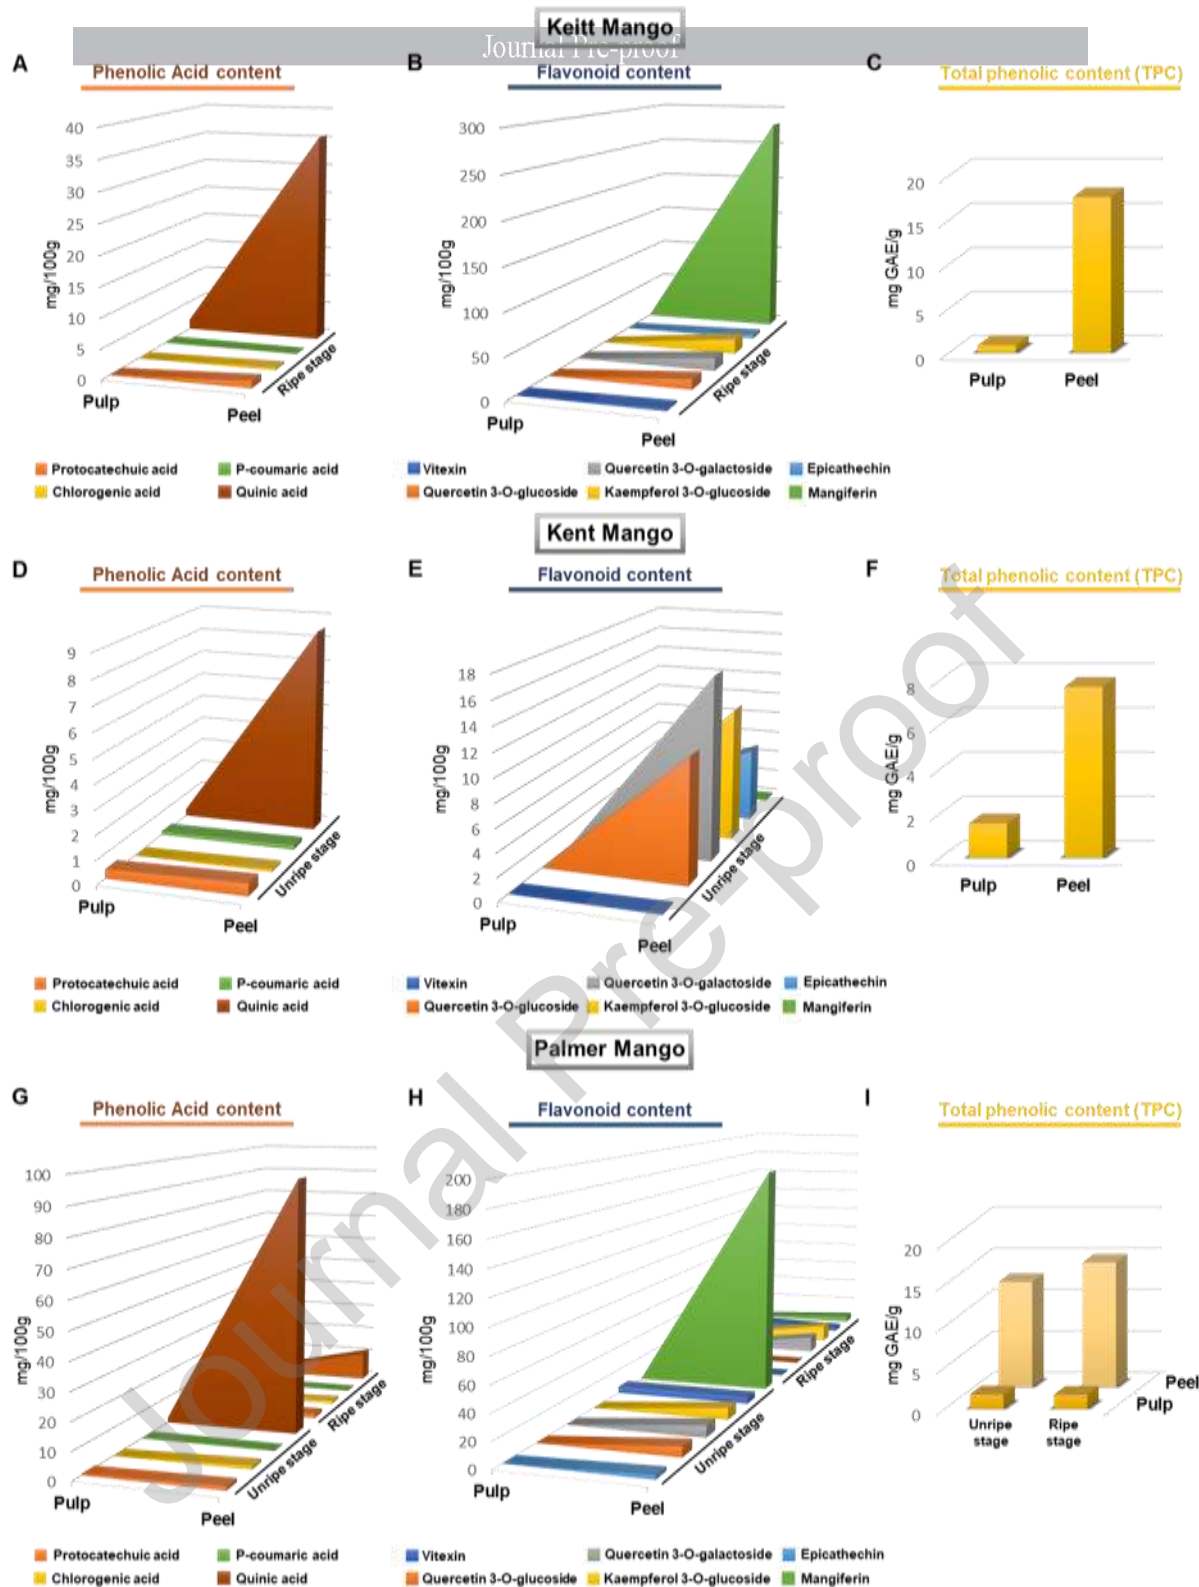 Keitt Mango
Journal Pre-proof
A
Phenolic Acid content
B
Flavonoid content
C
Total phenolic content (TPC)
40
35
30
25
20
15
10
5
0
mg/100g
Pulp
Peel
Ripe stage
300
250
200
150
100
50
0
mg/100g
Pulp
Peel
Ripe stage
20
15
10
5
0
mg GAE/g
Pulp
Peel
Protocatechuic acid
P-coumaric acid
Chlorogenic acid
Quinic acid
Vitexin
Quercetin 3-O-galactoside
Epicathechin
Quercetin 3-O-glucoside
Kaempferol 3-O-glucoside
Mangiferin
Kent Mango
D
Phenolic Acid content
E
Flavonoid content
F
Total phenolic content (TPC)
9
8
7
6
5
4
3
2
1
0
mg/100g
Pulp
Peel
Unripe stage
18
16
14
12
10
8
6
4
2
0
mg/100g
Pulp
Peel
Unripe stage
8
6
4
2
0
mg GAE/g
Pulp
Peel
Protocatechuic acid
P-coumaric acid
Chlorogenic acid
Quinic acid
Vitexin
Quercetin 3-O-galactoside
Epicathechin
Quercetin 3-O-glucoside
Kaempferol 3-O-glucoside
Mangiferin
Palmer Mango
G
Phenolic Acid content
H
Flavonoid content
I
Total phenolic content (TPC)
100
90
80
70
60
50
40
30
20
10
0
mg/100g
Pulp
Peel
Unripe stage
Ripe stage
200
180
160
140
120
100
80
60
40
20
0
mg/100g
Pulp
Peel
Unripe stage
Ripe stage
20
15
10
5
0
mg GAE/g
Unripe
stage
Ripe
stage
Pulp
Peel
Protocatechuic acid
P-coumaric acid
Chlorogenic acid
Quinic acid
Vitexin
Quercetin 3-O-galactoside
Epicathechin
Quercetin 3-O-glucoside
Kaempferol 3-O-glucoside
Mangiferin
Journal Pre-proof